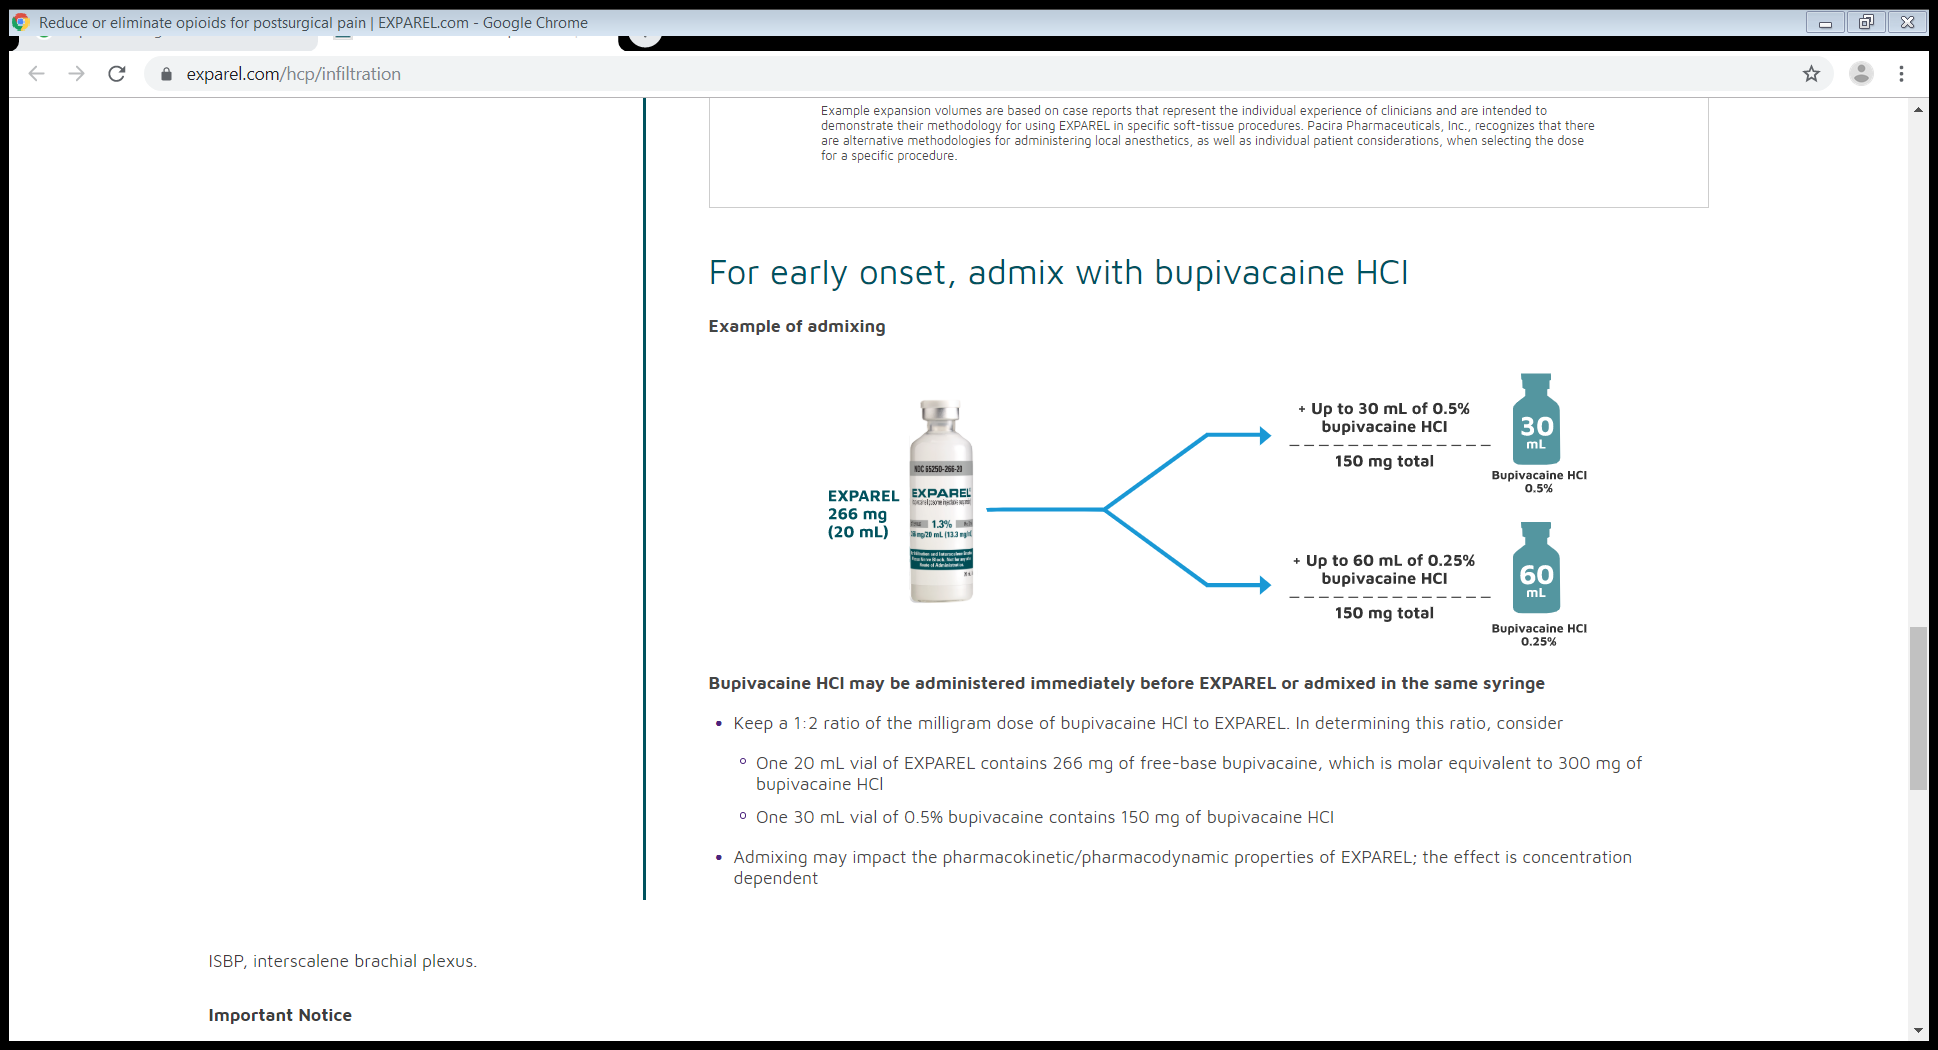 Reduce or eliminate opioids for postsurgical pain | EXPAREL.com - Google Chrome
exparel.com/hcp/infiltration
Example expansion volumes are based on case reports that represent the individual experience of clinicians and are intended to
demonstrate their methodology for using EXPAREL in specific soft-tissue procedures. Pacira Pharmaceuticals, Inc., recognizes that there
are alternative methodologies for administering local anesthetics, as well as individual patient considerations, when selecting the dose
for a specific procedure.
For early onset, admix with bupivacaine HCl
Example of admixing
EXPAREL
266 mg
(20 mL)
NDC 65250-266-20
EXPAREL
1.3%
+ Up to 30 mL of 0.5%
bupivacaine HCl
150 mg total
30
mL
Bupivacaine HCl
0.5%
+ Up to 60 mL of 0.25%
bupivacaine HCl
150 mg total
60
mL
Bupivacaine HCl
0.25%
Bupivacaine HCl may be administered immediately before EXPAREL or admixed in the same syringe
• Keep a 1:2 ratio of the milligram dose of bupivacaine HCl to EXPAREL. In determining this ratio, consider
One 20 mL vial of EXPAREL contains 266 mg of free-base bupivacaine, which is molar equivalent to 300 mg of
bupivacaine HCl
One 30 mL vial of 0.5% bupivacaine contains 150 mg of bupivacaine HCl
• Admixing may impact the pharmacokinetic/pharmacodynamic properties of EXPAREL; the effect is concentration
dependent
ISBP, interscalene brachial plexus.
Important Notice